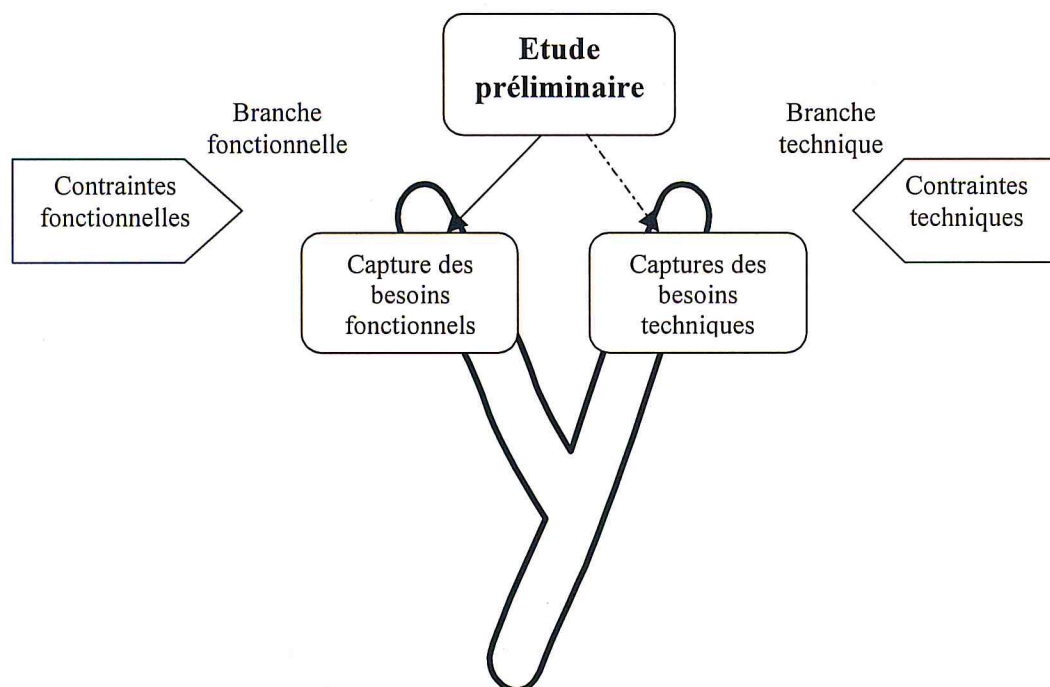 Etude
préliminaire
Branche
fonctionnelle
Branche
technique
Contraintes
fonctionnelles
Contraintes
techniques
Capture des
besoins
fonctionnels
Captures des
besoins
techniques